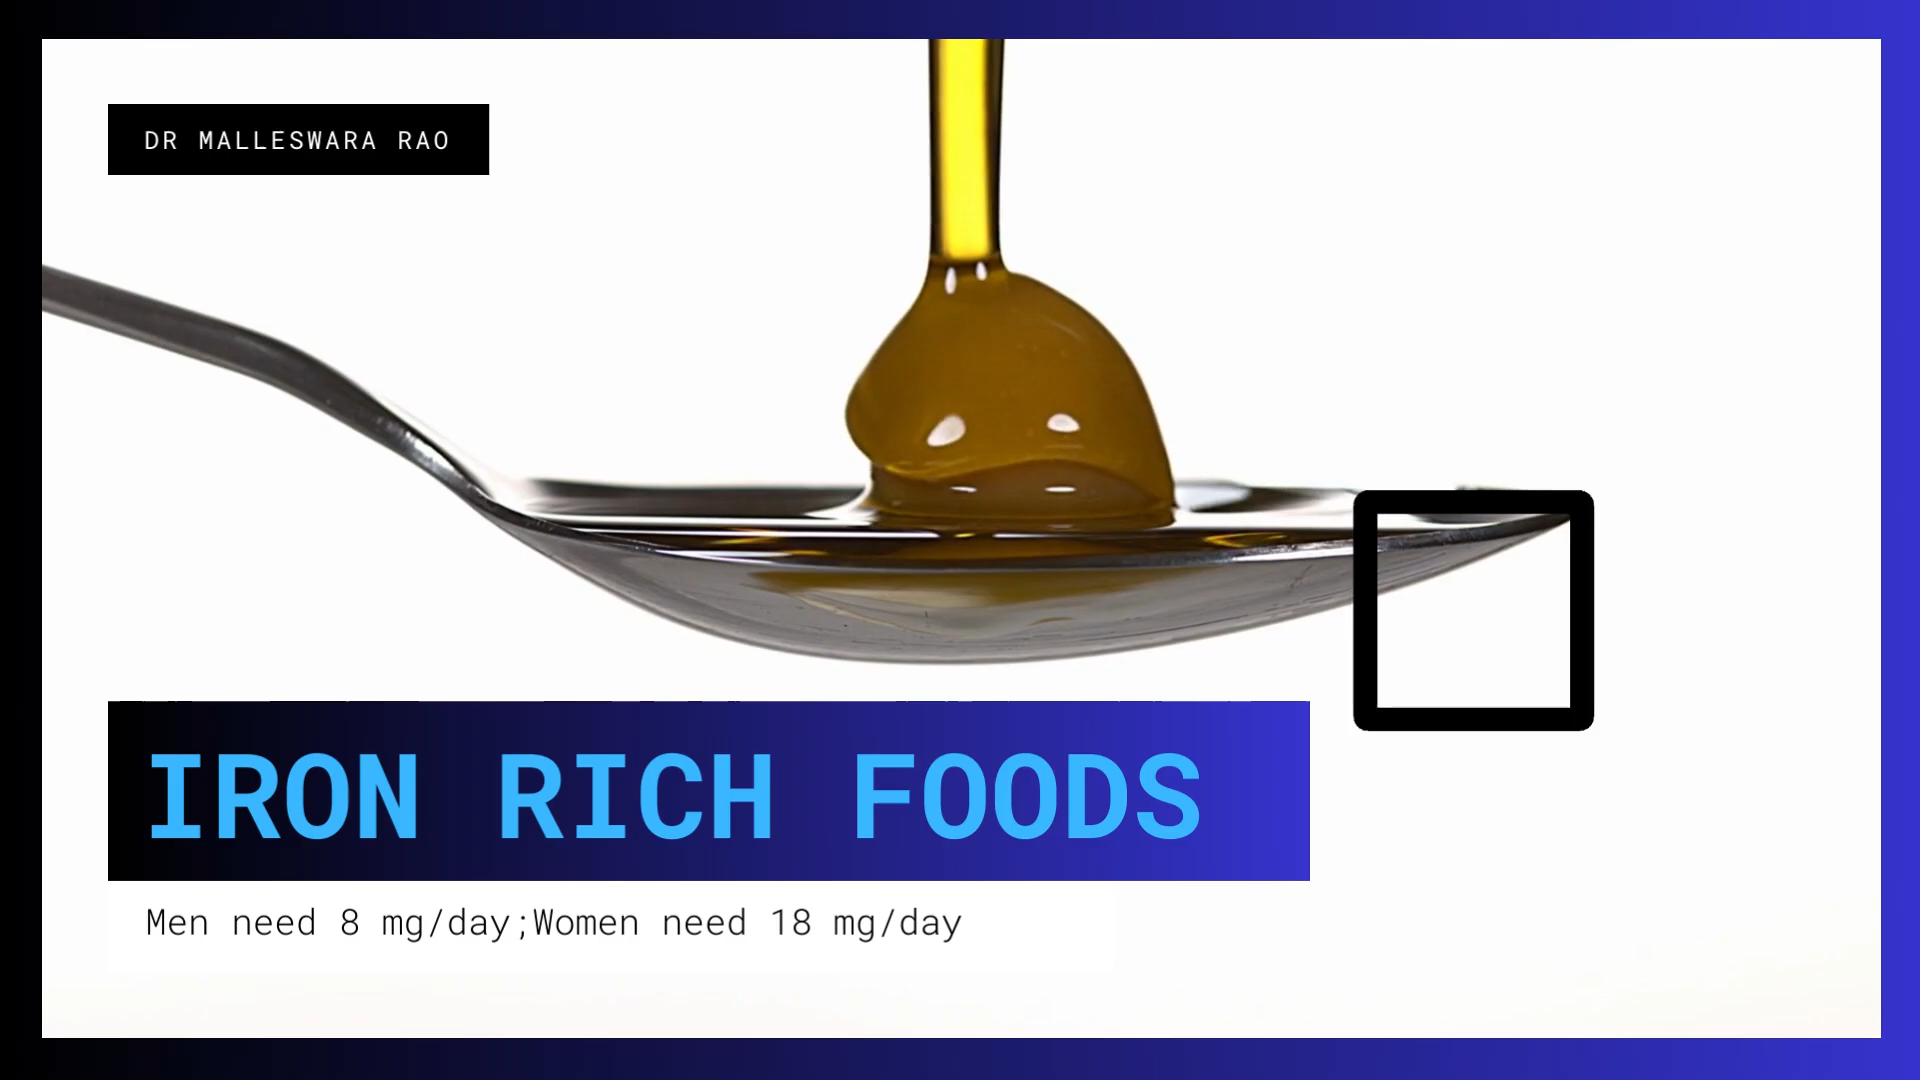 DR MALLESWARA RAO
IRON RICH FOODS
Men need 8 mg/day;Women need 18 mg/day